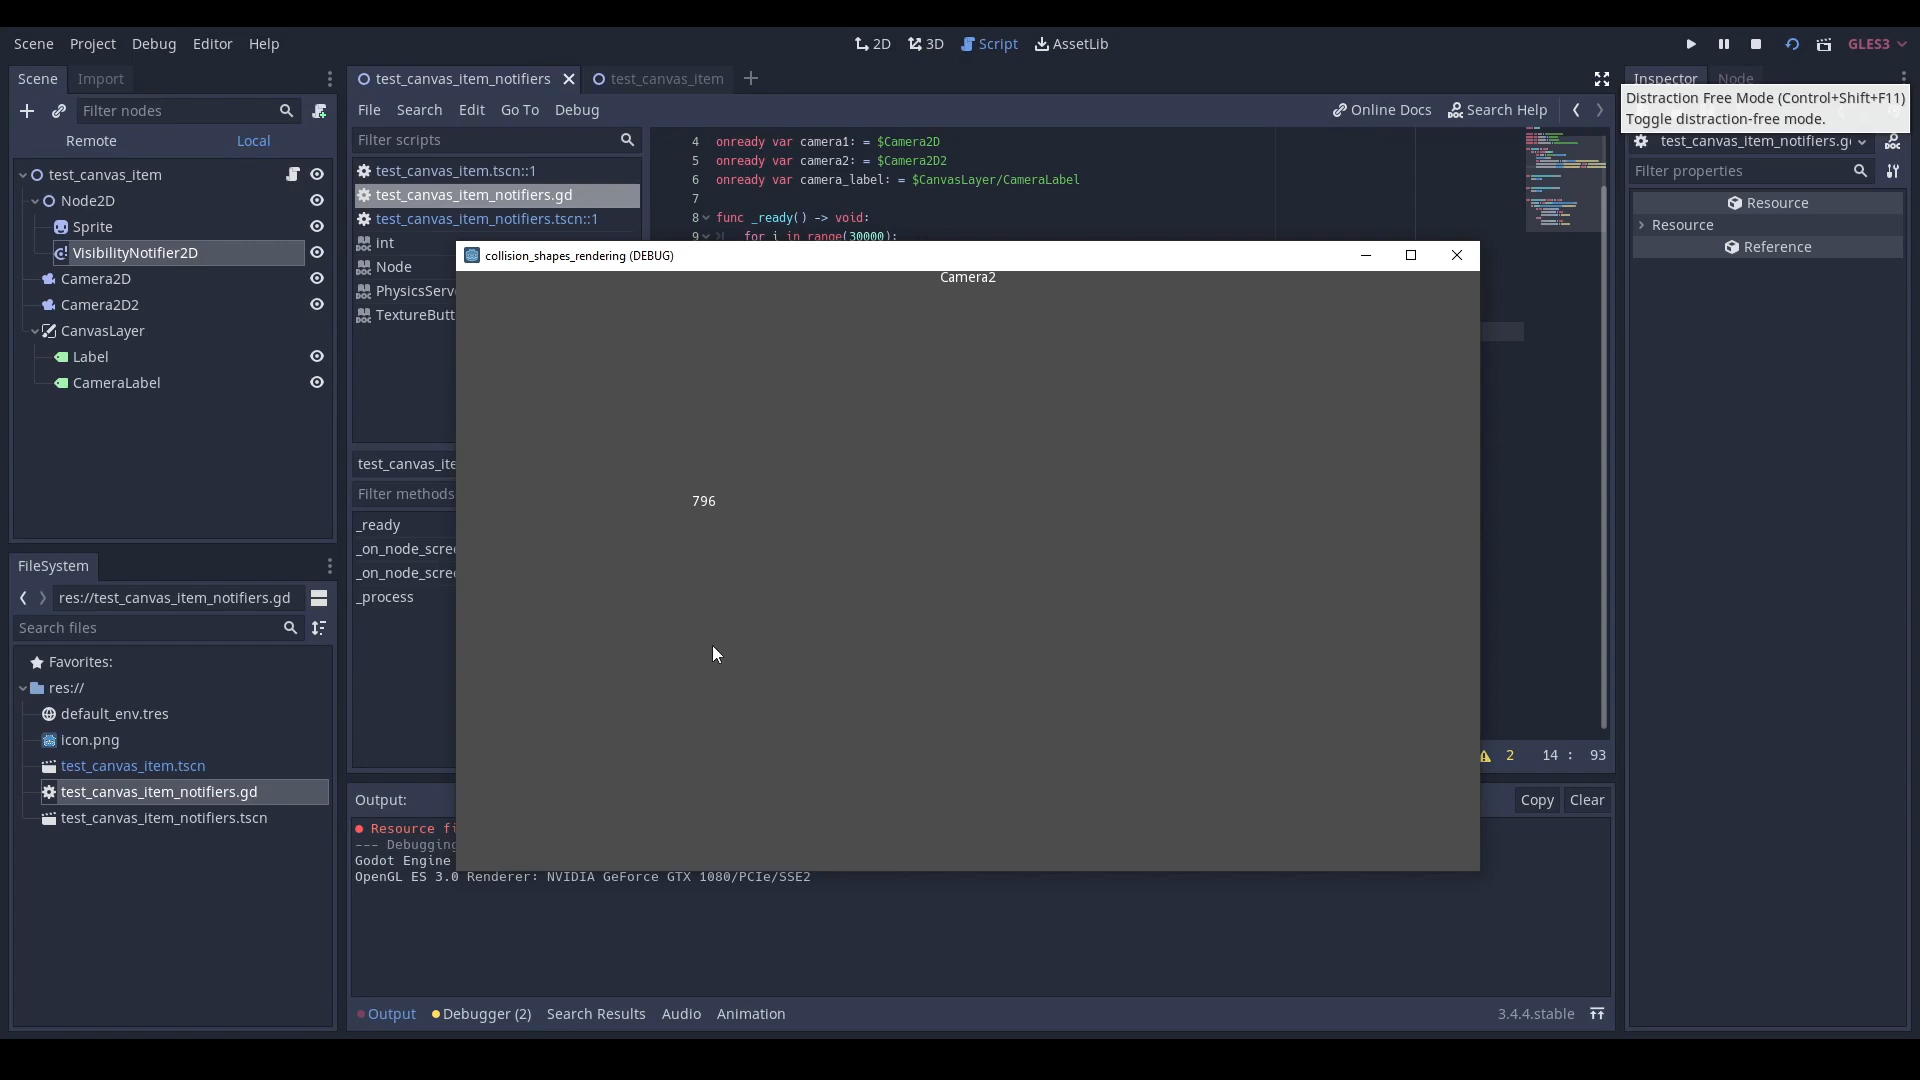 Scene Project Debug Editor Help
2D 3D Script AssetLib
GLES3
Scene Import
test_canvas_item_notifiers test_canvas_item
Inspector Node
Distraction Free Mode (Control+Shift+F11)
Toggle distraction-free mode.
Filter nodes
Remote Local
test_canvas_item
Node2D
Sprite
VisibilityNotifier2D
Camera2D
Camera2D2
CanvasLayer
Label
CameraLabel
FileSystem
res://test_canvas_item_notifiers.gd
Search files
Favorites:
res://
default_env.tres
icon.png
test_canvas_item.tscn
test_canvas_item_notifiers.gd
test_canvas_item_notifiers.tscn
File Search Edit Go To Debug
Online Docs Search Help
Filter scripts
test_canvas_item.tscn::1
test_canvas_item_notifiers.gd
test_canvas_item_notifiers.tscn::1
int
Node
PhysicsServ
TextureButt
test_canvas_ite
Filter methods
_ready
_on_node_scree
_on_node_scree
_process
4 onready var camera1: = $Camera2D
5 onready var camera2: = $Camera2D2
6 onready var camera_label: = $CanvasLayer/CameraLabel
7
8 func _ready() -> void:
9 for i in range(30000):
collision_shapes_rendering (DEBUG)
Camera2
796
2 14 : 93
Output:
Copy Clear
Resource fi
--- Debugging
Godot Engine
OpenGL ES 3.0 Renderer: NVIDIA GeForce GTX 1080/PCIe/SSE2
Output Debugger (2) Search Results Audio Animation
3.4.4.stable
test_canvas_item_notifiers.g
Filter properties
Resource
Resource
Reference